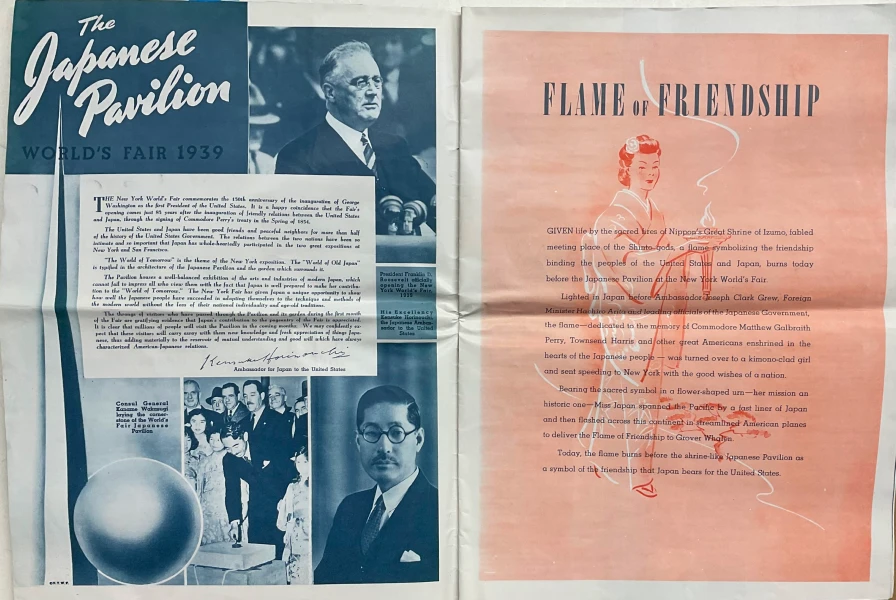 The
Japanese
Pavilion
WORLD'S FAIR 1939
THE New York World's Fair commemorates the 150th anniversary of the inauguration of George
Washington as the first President of the United States. It is a happy coincidence that the Fair's
opening comes just 85 years after the inauguration of friendly relations between the United States
and Japan, through the signing of Commodore Perry's treaty in the Spring of 1854.
The United States and Japan have been good friends and peaceful neighbors for more than half
of the history of the United States Government. The relations between the two nations have been so
intimate and so important that Japan has whole-heartedly participated in the two great expositions at
New York and San Francisco.
"The World of Tomorrow" is the theme of the New York exposition. The "World of Old Japan"
is typified in the architecture of the Japanese Pavilion and the garden which surrounds it.
The Pavilion houses a well-balanced exhibition of the arts and industries of modern Japan, which
cannot fail to impress all who view them with the fact that Japan is well prepared to make her contribu-
tion to the "World of Tomorrow." The New York Fair has given Japan a unique opportunity to show
how well the Japanese people have succeeded in adapting themselves to the technique and methods of
the modern world without the loss of their national individuality and age-old traditions.
The throngs of visitors who have passed through the Pavilion and its garden during the first month
of the Fair are gratifying evidence that Japan's contribution to the pageantry of the Fair is appreciated.
It is clear that millions of people will visit the Pavilion in the coming months. We may confidently ex-
pect that these visitors will carry away with them new knowledge and fresh appreciation of things Japa-
nese, thus adding materially to the reservoir of mutual understanding and good will which have always
characterized American-Japanese relations.
Kensuke Horinouchi
Ambassador for Japan to the United States
President Franklin D.
Roosevelt officially
opening the New
York World's Fair
1939
His Excellency
Kensuke Horinouchi,
the Japanese Ambas-
sador to the United
States
Consul General
Kaname Wakasugi
laying the corner-
stone of the World's
Fair Japanese
Pavilion
FLAME OF FRIENDSHIP
GIVEN life by the sacred fires of Nippon's Great Shrine of Izumo, fabled
meeting place of the Shinto gods, a flame symbolizing the friendship
binding the peoples of the United States and Japan, burns today
before the Japanese Pavilion at the New York World's Fair.
Lighted in Japan before Ambassador Joseph Clark Grew, Foreign
Minister Hachiro Arita and leading officials of the Japanese Government,
the flame—dedicated to the memory of Commodore Matthew Galbraith
Perry, Townsend Harris and other great Americans enshrined in the
hearts of the Japanese people — was turned over to a kimono-clad girl
and sent speeding to New York with the good wishes of a nation.
Bearing the sacred symbol in a flower-shaped urn—her mission an
historic one—Miss Japan spanned the Pacific by a fast liner of Japan
and then flashed across this continent in streamlined American planes
to deliver the Flame of Friendship to Grover Whalen.
Today, the flame burns before the shrine-like Japanese Pavilion as
a symbol of the friendship that Japan bears for the United States.